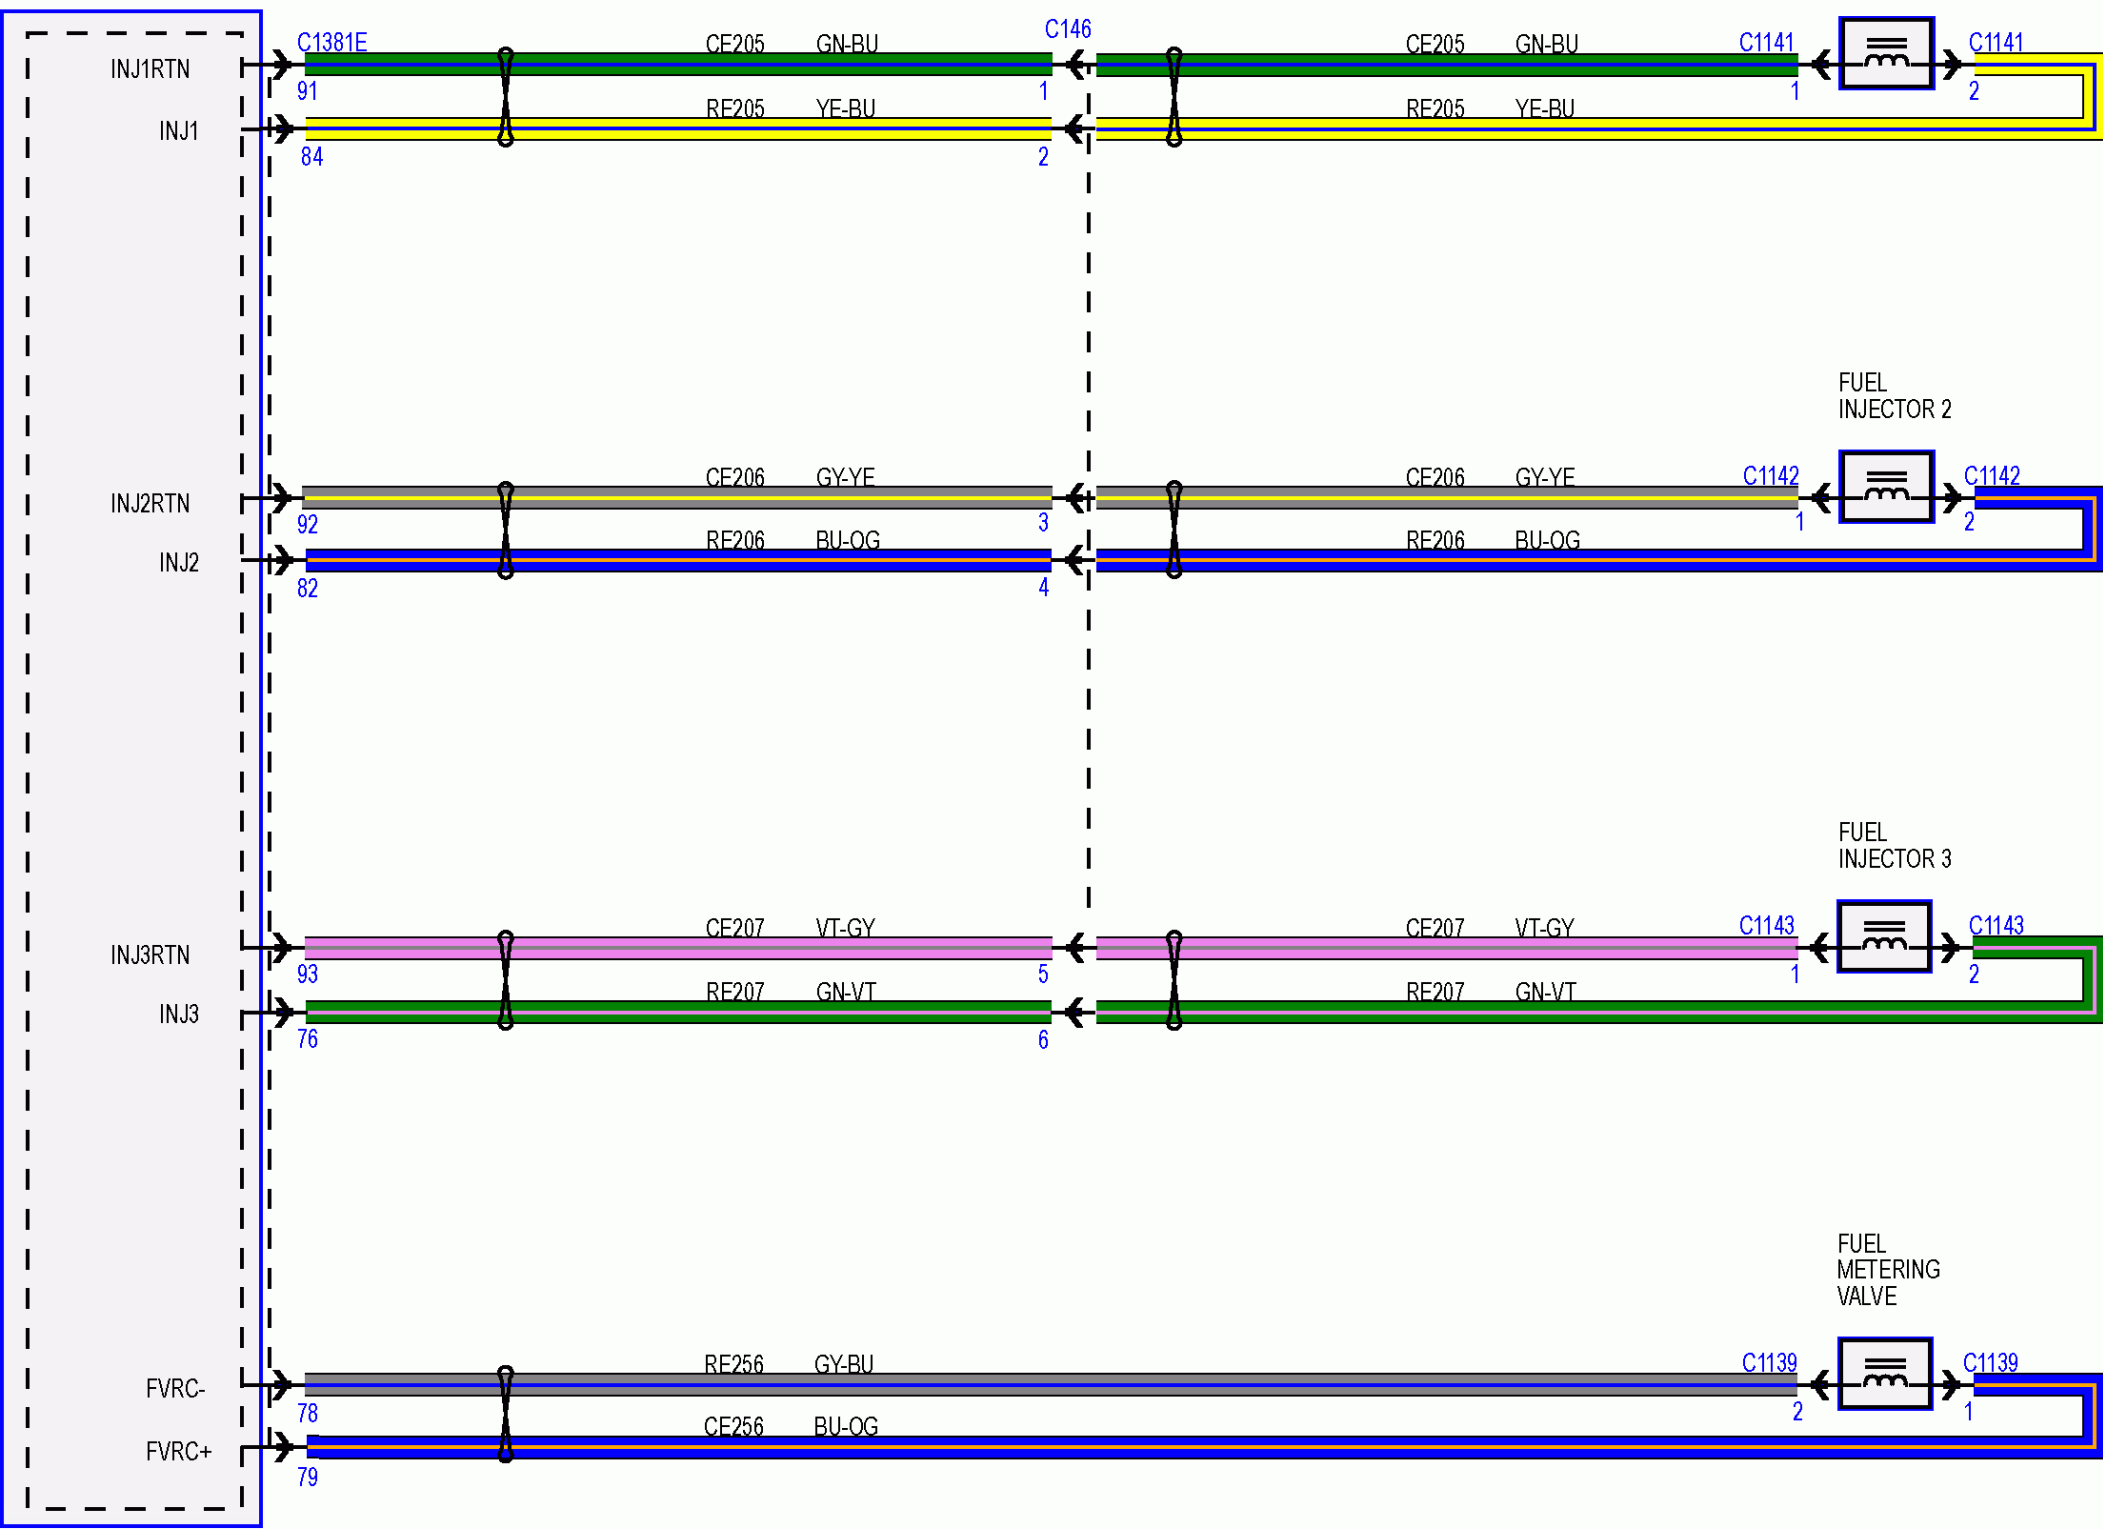 C1381E
CE205 GN-BU
C146
CE205 GN-BU
C1141
C1141
INJ1RTN
91
1
1
2
RE205 YE-BU
RE205 YE-BU
INJ1
84
2
FUEL
INJECTOR 2
CE206 GY-YE
CE206 GY-YE
C1142
C1142
INJ2RTN
92
3
1
2
RE206 BU-OG
RE206 BU-OG
INJ2
82
4
FUEL
INJECTOR 3
CE207 VT-GY
CE207 VT-GY
C1143
C1143
INJ3RTN
93
5
1
2
RE207 GN-VT
RE207 GN-VT
INJ3
76
6
FUEL
METERING
VALVE
RE256 GY-BU
C1139
C1139
FVRC-
78
2
1
CE256 BU-OG
FVRC+
79